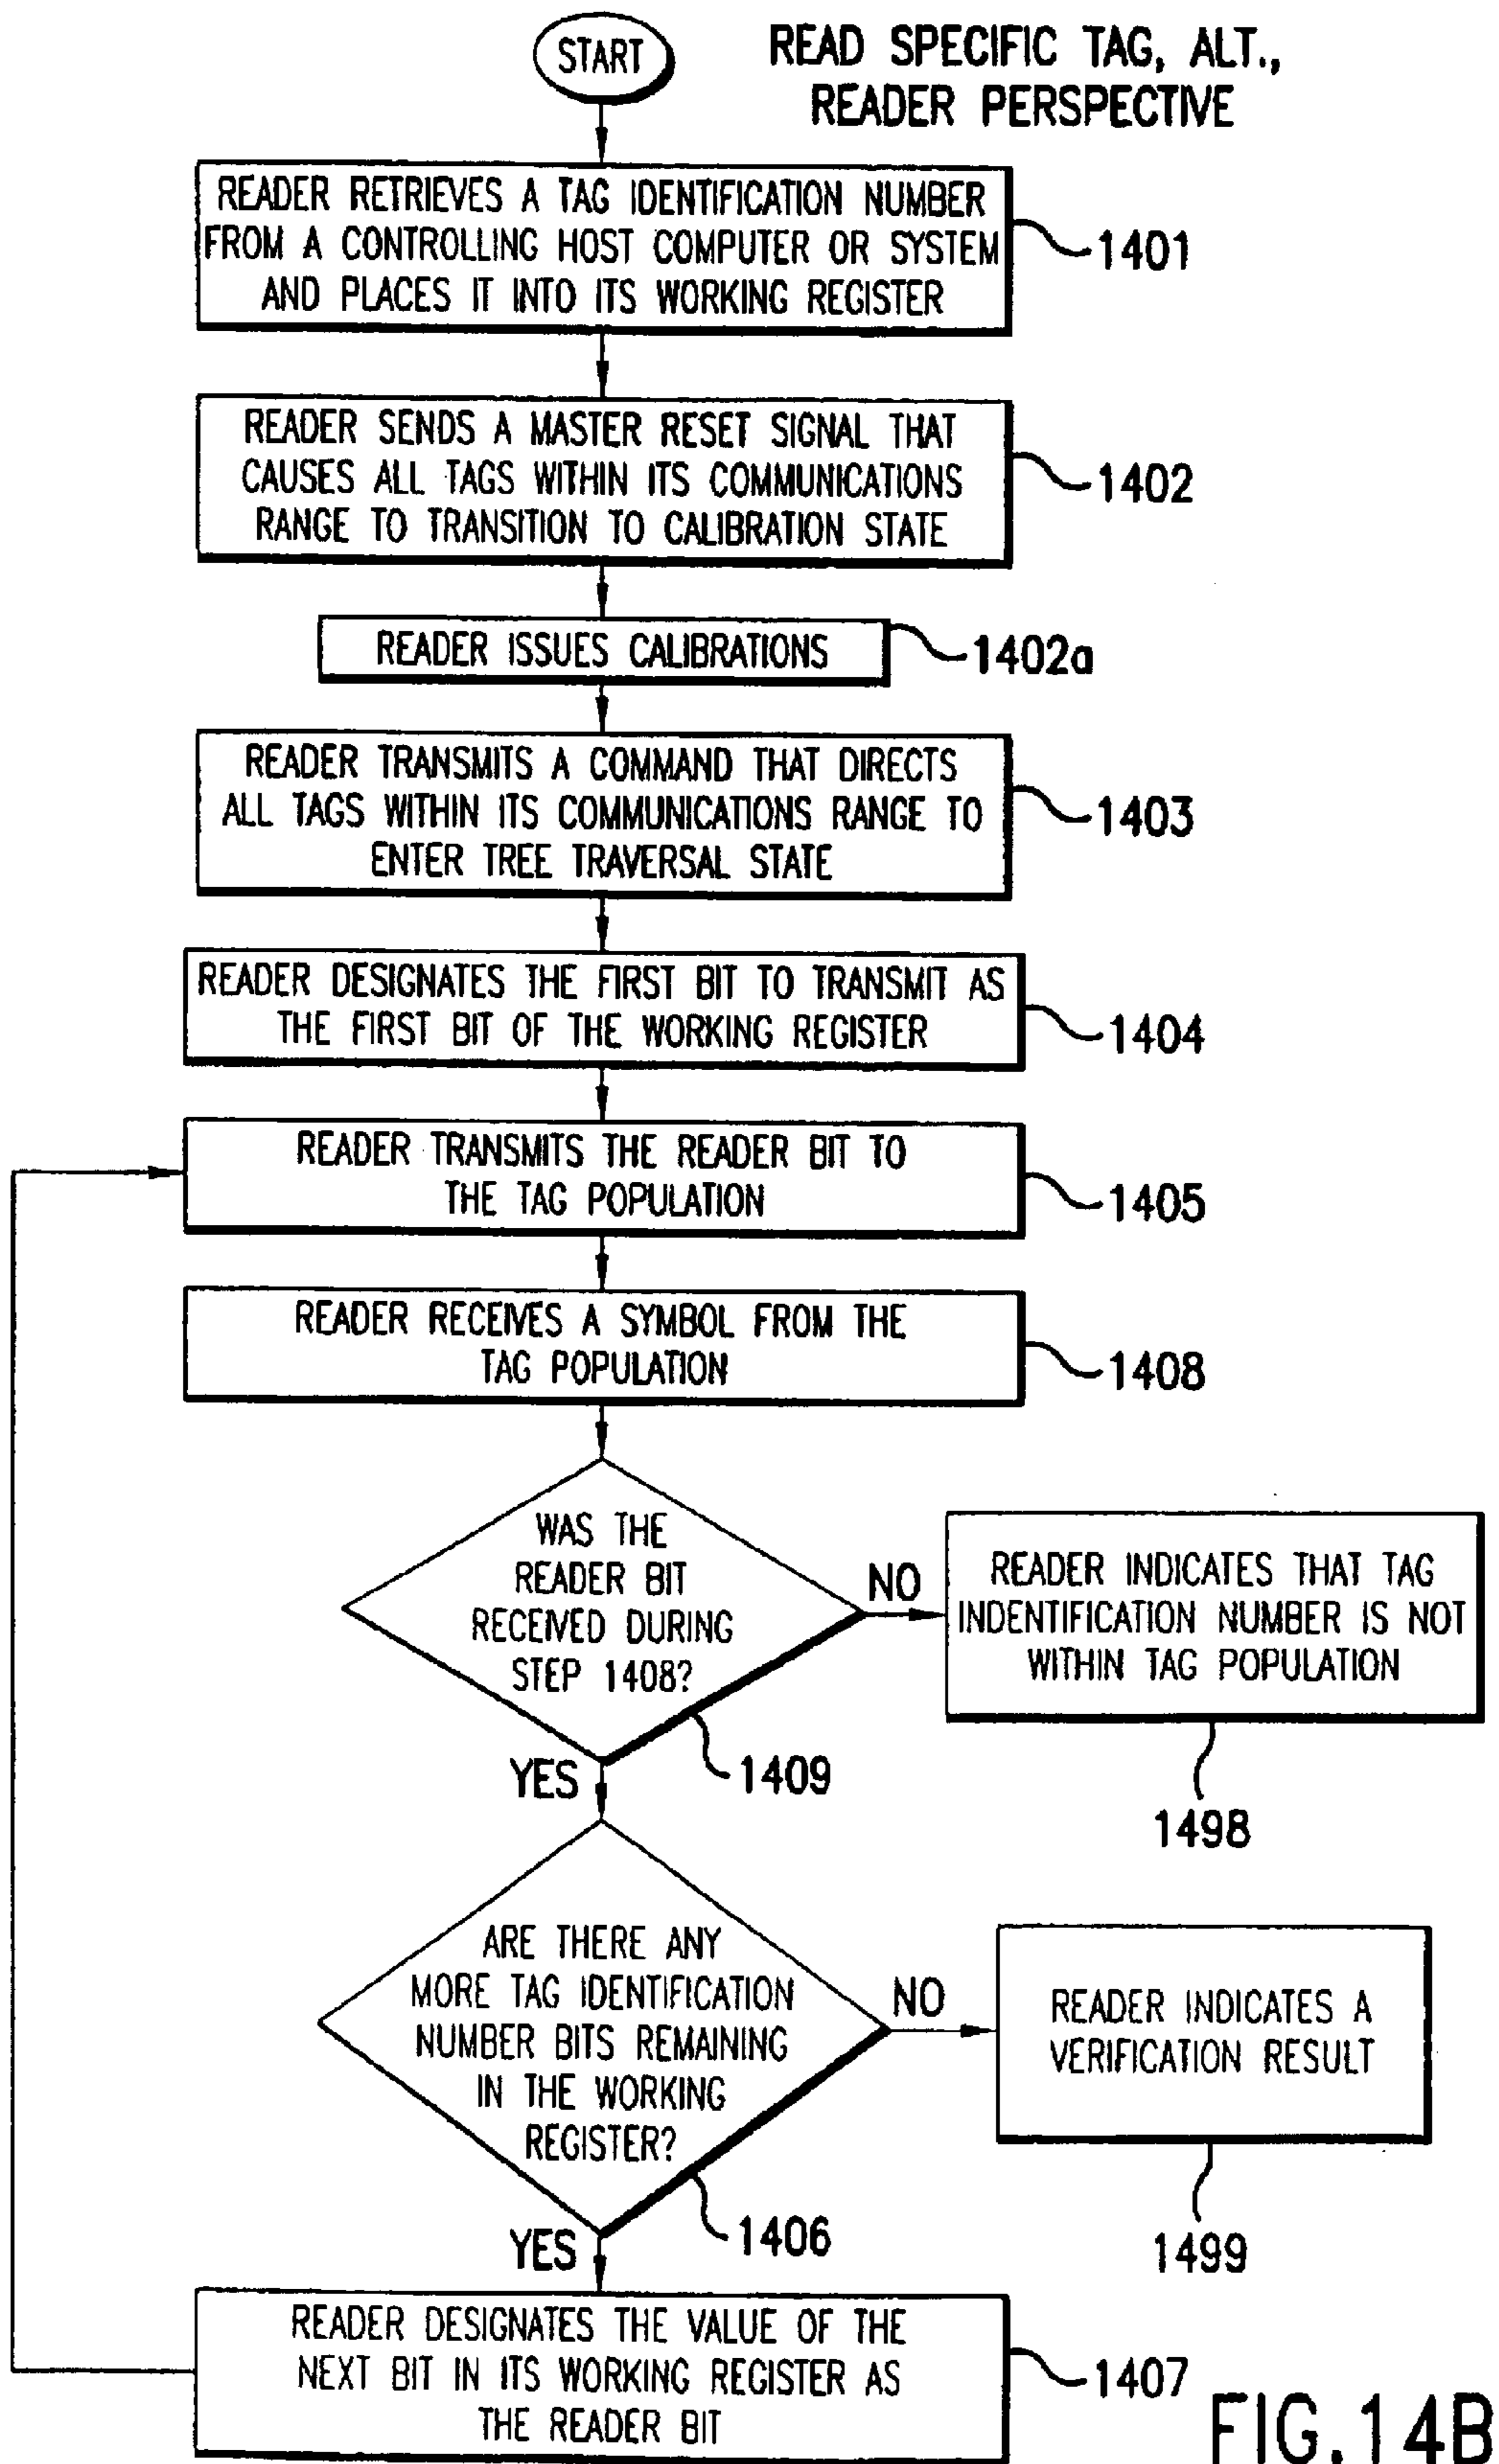 START
READ SPECIFIC TAG, ALT.,
READER PERSPECTIVE
READER RETRIEVES A TAG IDENTIFICATION NUMBER
FROM A CONTROLLING HOST COMPUTER OR SYSTEM
AND PLACES IT INTO ITS WORKING REGISTER
1401
READER SENDS A MASTER RESET SIGNAL THAT
CAUSES ALL TAGS WITHIN ITS COMMUNICATIONS
RANGE TO TRANSITION TO CALIBRATION STATE
1402
READER ISSUES CALIBRATIONS
1402a
READER TRANSMITS A COMMAND THAT DIRECTS
ALL TAGS WITHIN ITS COMMUNICATIONS RANGE TO
ENTER TREE TRAVERSAL STATE
1403
READER DESIGNATES THE FIRST BIT TO TRANSMIT AS
THE FIRST BIT OF THE WORKING REGISTER
1404
READER TRANSMITS THE READER BIT TO
THE TAG POPULATION
1405
READER RECEIVES A SYMBOL FROM THE
TAG POPULATION
1408
WAS THE
READER BIT
RECEIVED DURING
STEP 1408?
1409
NO
READER INDICATES THAT TAG
INDENTIFICATION NUMBER IS NOT
WITHIN TAG POPULATION
1498
YES
ARE THERE ANY
MORE TAG IDENTIFICATION
NUMBER BITS REMAINING
IN THE WORKING
REGISTER?
1406
NO
READER INDICATES A
VERIFICATION RESULT
1499
YES
READER DESIGNATES THE VALUE OF THE
NEXT BIT IN ITS WORKING REGISTER AS
THE READER BIT
1407
FIG.14B